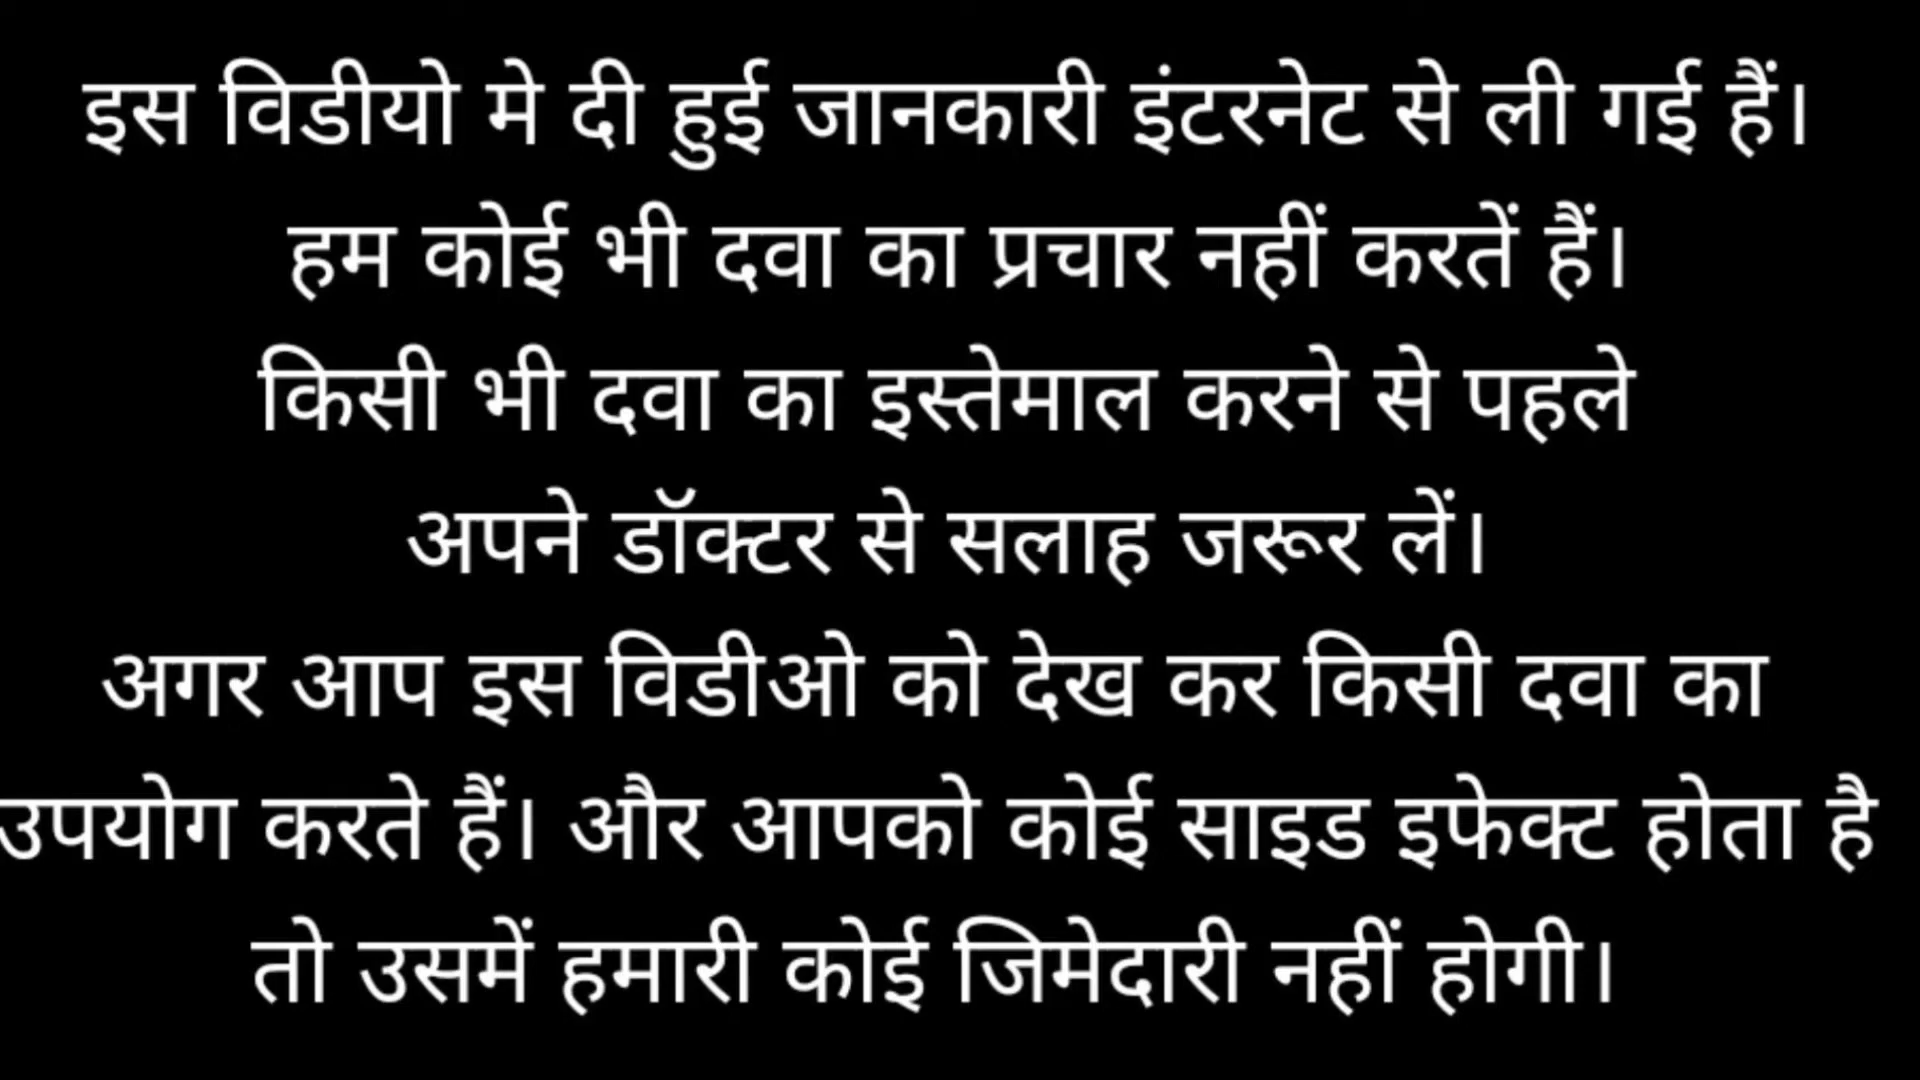 इस विडीयो मे दी हुई जानकारी इंटरनेट से ली गई हैं।
हम कोई भी दवा का प्रचार नहीं करतें हैं।
किसी भी दवा का इस्तेमाल करने से पहले
अपने डॉक्टर से सलाह जरूर लें।
अगर आप इस विडीओ को देख कर किसी दवा का
उपयोग करते हैं। और आपको कोई साइड इफेक्ट होता है
तो उसमें हमारी कोई जिमेदारी नहीं होगी।